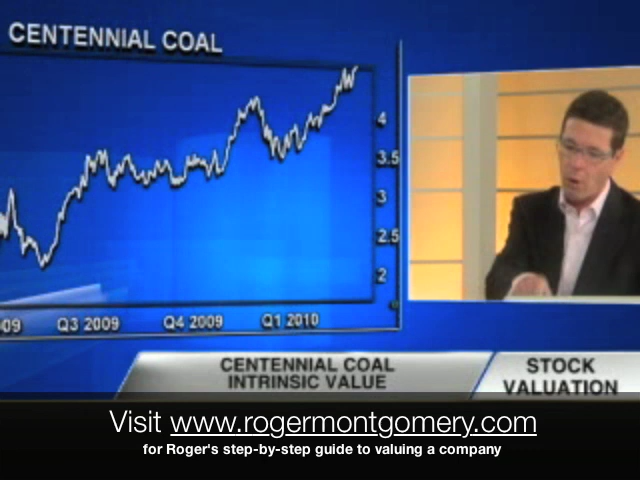 CENTENNIAL COAL
4
3.5
3
2.5
2
09
Q3 2009
Q4 2009
Q1 2010
CENTENNIAL COAL
INTRINSIC VALUE
STOCK
VALUATION
Visit www.rogermontgomery.com
for Roger's step-by-step guide to valuing a company